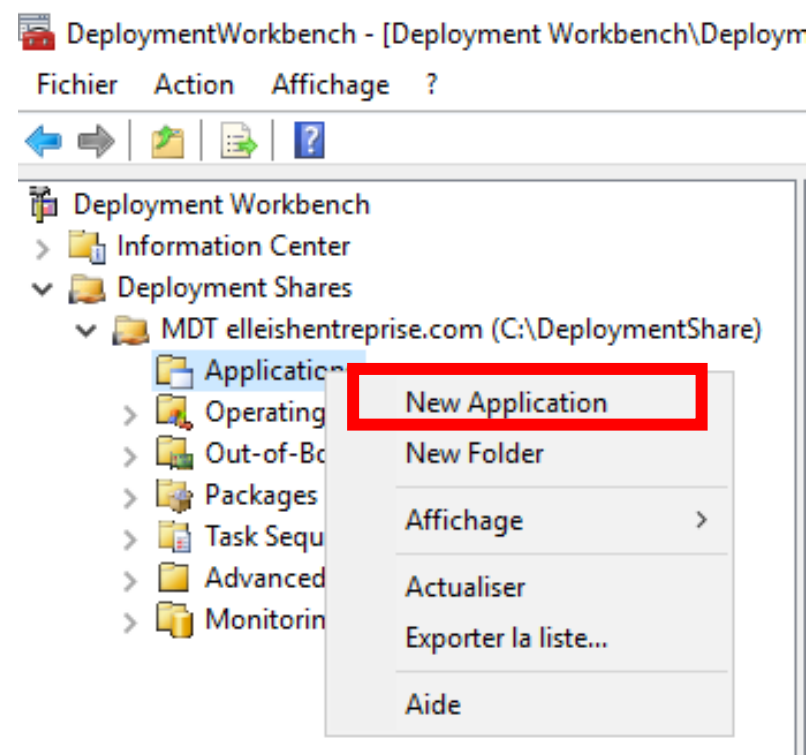 DeploymentWorkbench - [Deployment Workbench\Deploym
Fichier Action Affichage ?
Deployment Workbench
Information Center
Deployment Shares
MDT elleishentreprise.com (C:\DeploymentShare)
Application
New Application
Operating
New Folder
Out-of-Bo
Packages
Affichage
Task Sequ
Advanced
Actualiser
Monitorin
Exporter la liste...
Aide